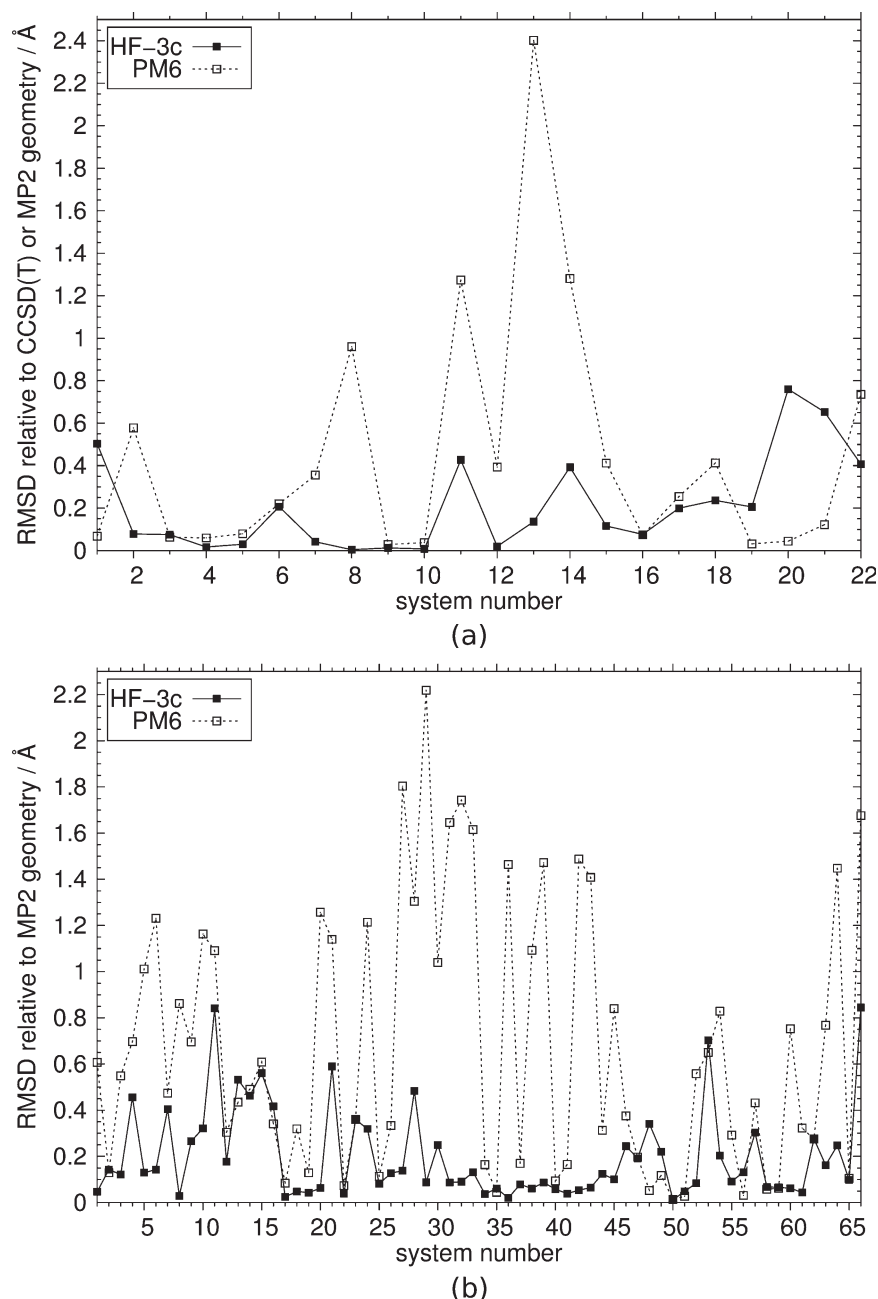 RMSD relative to CCSD(T) or MP2 geometry / Å
HF−3c
PM6
2.4
2.2
2
1.8
1.6
1.4
1.2
1
0.8
0.6
0.4
0.2
0
2 4 6 8 10 12 14 16 18 20 22
system number
(a)
RMSD relative to MP2 geometry / Å
HF−3c
PM6
2.2
2
1.8
1.6
1.4
1.2
1
0.8
0.6
0.4
0.2
0
5 10 15 20 25 30 35 40 45 50 55 60 65
system number
(b)